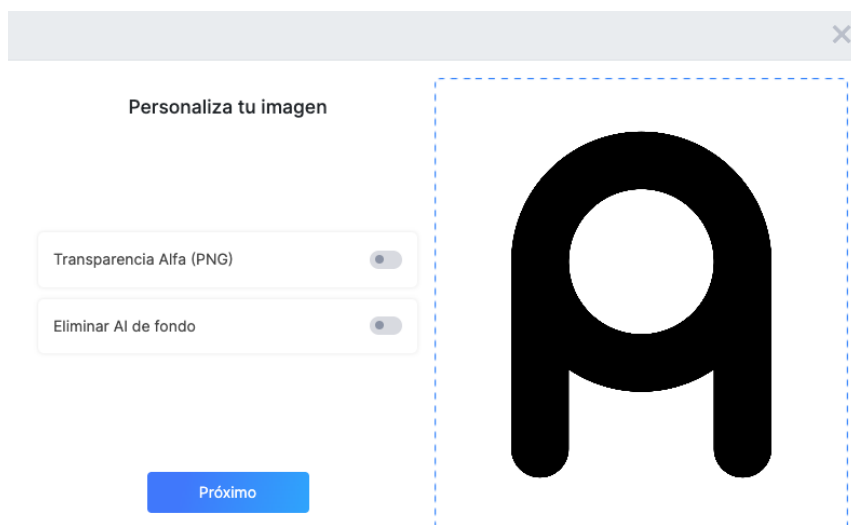 Personaliza tu imagen
Transparencia Alfa (PNG)
Eliminar AI de fondo
Próximo